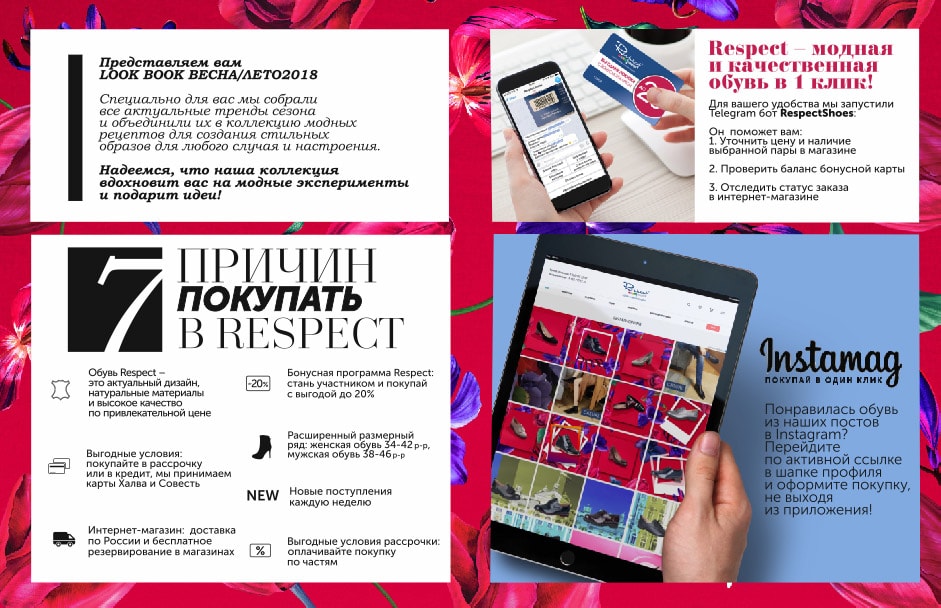 Представляем вам
LOOK BOOK ВЕСНА/ЛЕТО2018
Специально для вас мы собрали
все актуальные тренды сезона
и объединили их в коллекцию модных
рецептов для создания стильных
образов для любого случая и настроения.
Надеемся, что наша коллекция
вдохновит вас на модные эксперименты
и подарит идеи!
Respect – модная
и качественная
обувь в 1 клик!
Для вашего удобства мы запустили
Telegram бот RespectShoes:
Он поможет вам:
1. Уточнить цену и наличие
выбранной пары в магазине
2. Проверить баланс бонусной карты
3. Отследить статус заказа
в интернет-магазине
7 ПРИЧИН
ПОКУПАТЬ
В RESPECT
Обувь Respect –
это актуальный дизайн,
натуральные материалы
и высокое качество
по привлекательной цене
Выгодные условия:
покупайте в рассрочку
или в кредит, мы принимаем
карты Халва и Совесть
Интернет-магазин: доставка
по России и бесплатное
резервирование в магазинах
-20%
Бонусная программа Respect:
стань участником и покупай
с выгодой до 20%
Расширенный размерный
ряд: женская обувь 34-42 р-р,
мужская обувь 38-46 р-р
NEW
Новые поступления
каждую неделю
%
Выгодные условия рассрочки:
оплачивайте покупку
по частям
Instamag
ПОКУПАЙ В ОДИН КЛИК
Понравилась обувь
из наших постов
в Instagram?
Перейдите
по активной ссылке
в шапке профиля
и оформите покупку,
не выходя
из приложения!